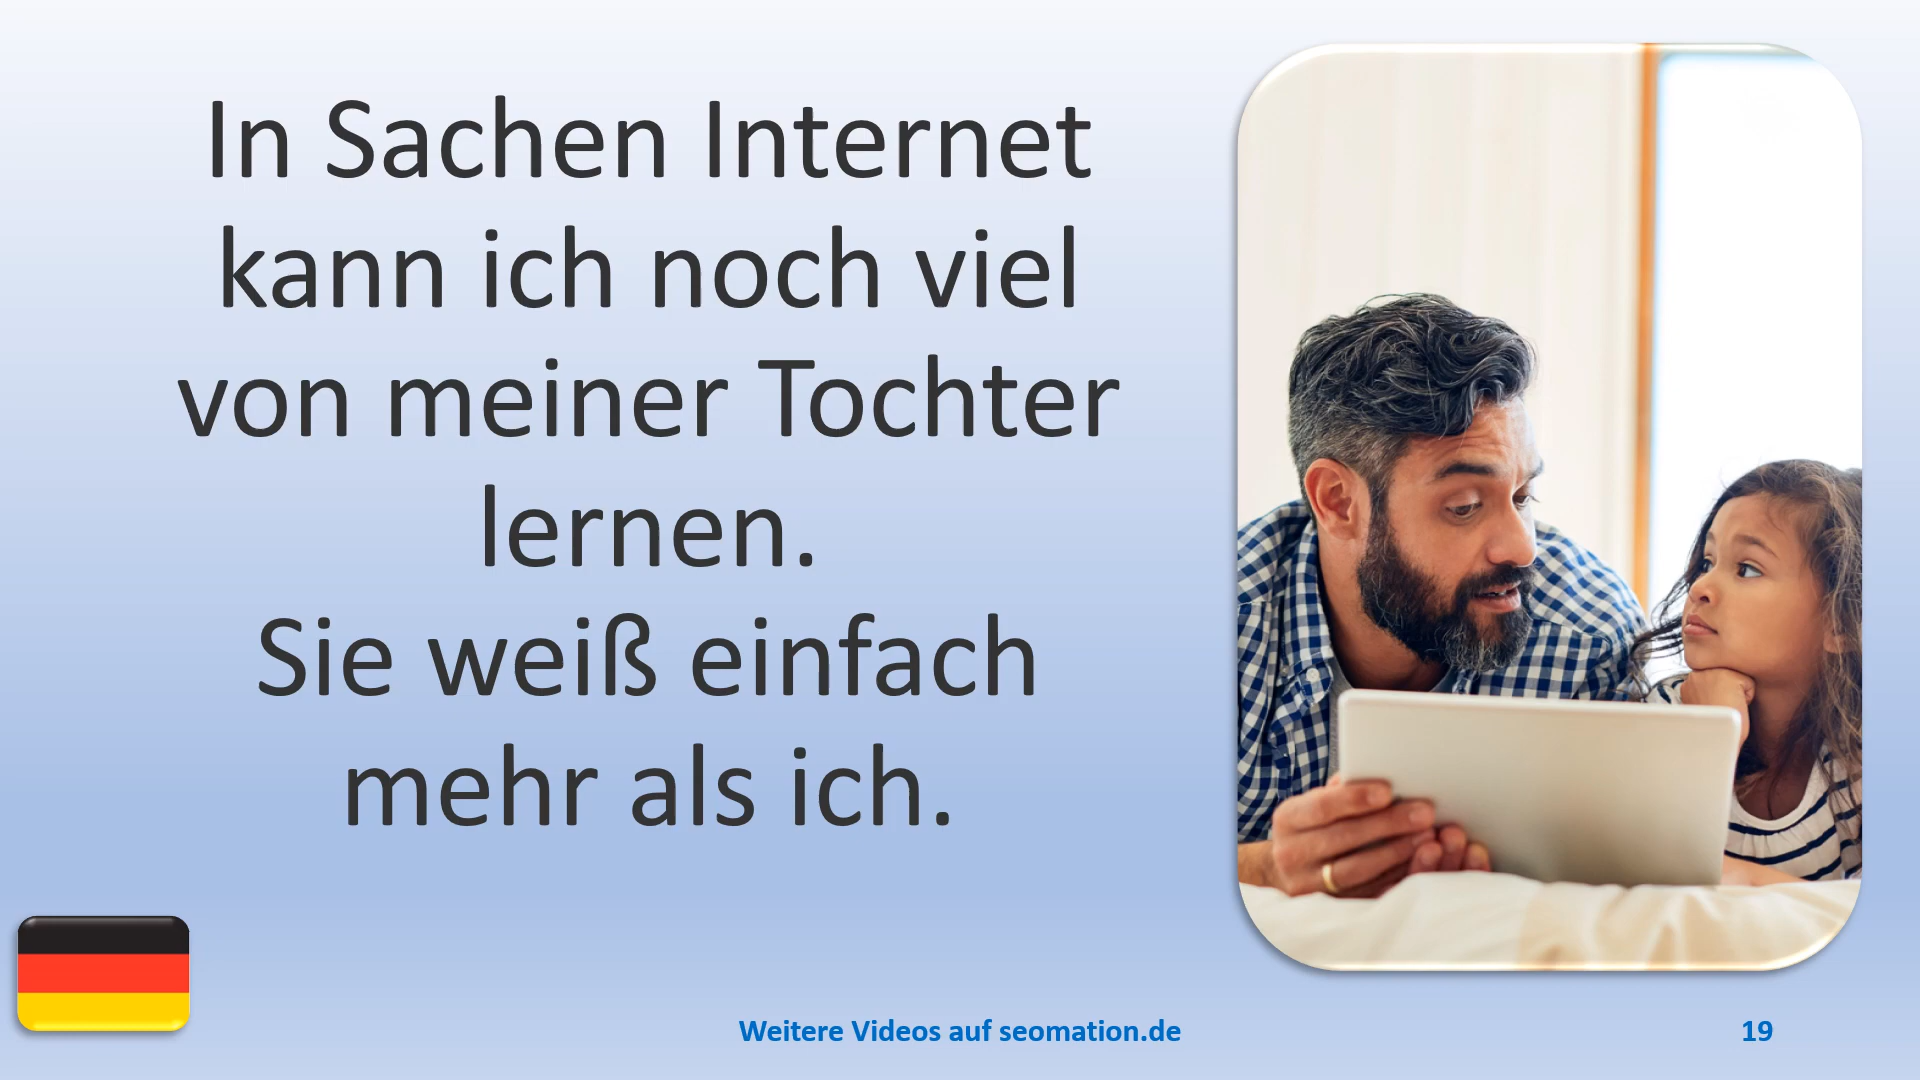 In Sachen Internet
kann ich noch viel
von meiner Tochter
lernen.
Sie weiß einfach
mehr als ich.
Weitere Videos auf seomation.de
19